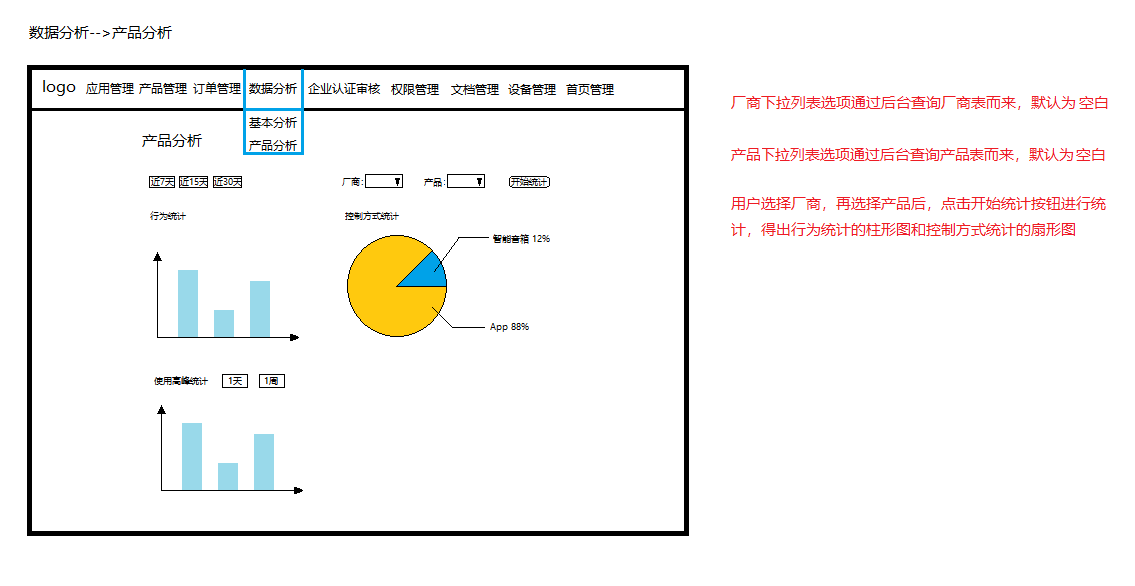 数据分析-->产品分析
logo 应用管理 产品管理 订单管理 数据分析 企业认证审核 权限管理 文档管理 设备管理 首页管理
基本分析
产品分析
产品分析
近7天 近15天 近30天 厂商: 产品: 开始统计
行为统计 控制方式统计
智能音箱 12%
App 88%
使用高峰统计 1天 1周
厂商下拉列表选项通过后台查询厂商表而来，默认为空白
产品下拉列表选项通过后台查询产品表而来，默认为空白
用户选择厂商，再选择产品后，点击开始统计按钮进行统
计，得出行为统计的柱形图和控制方式统计的扇形图